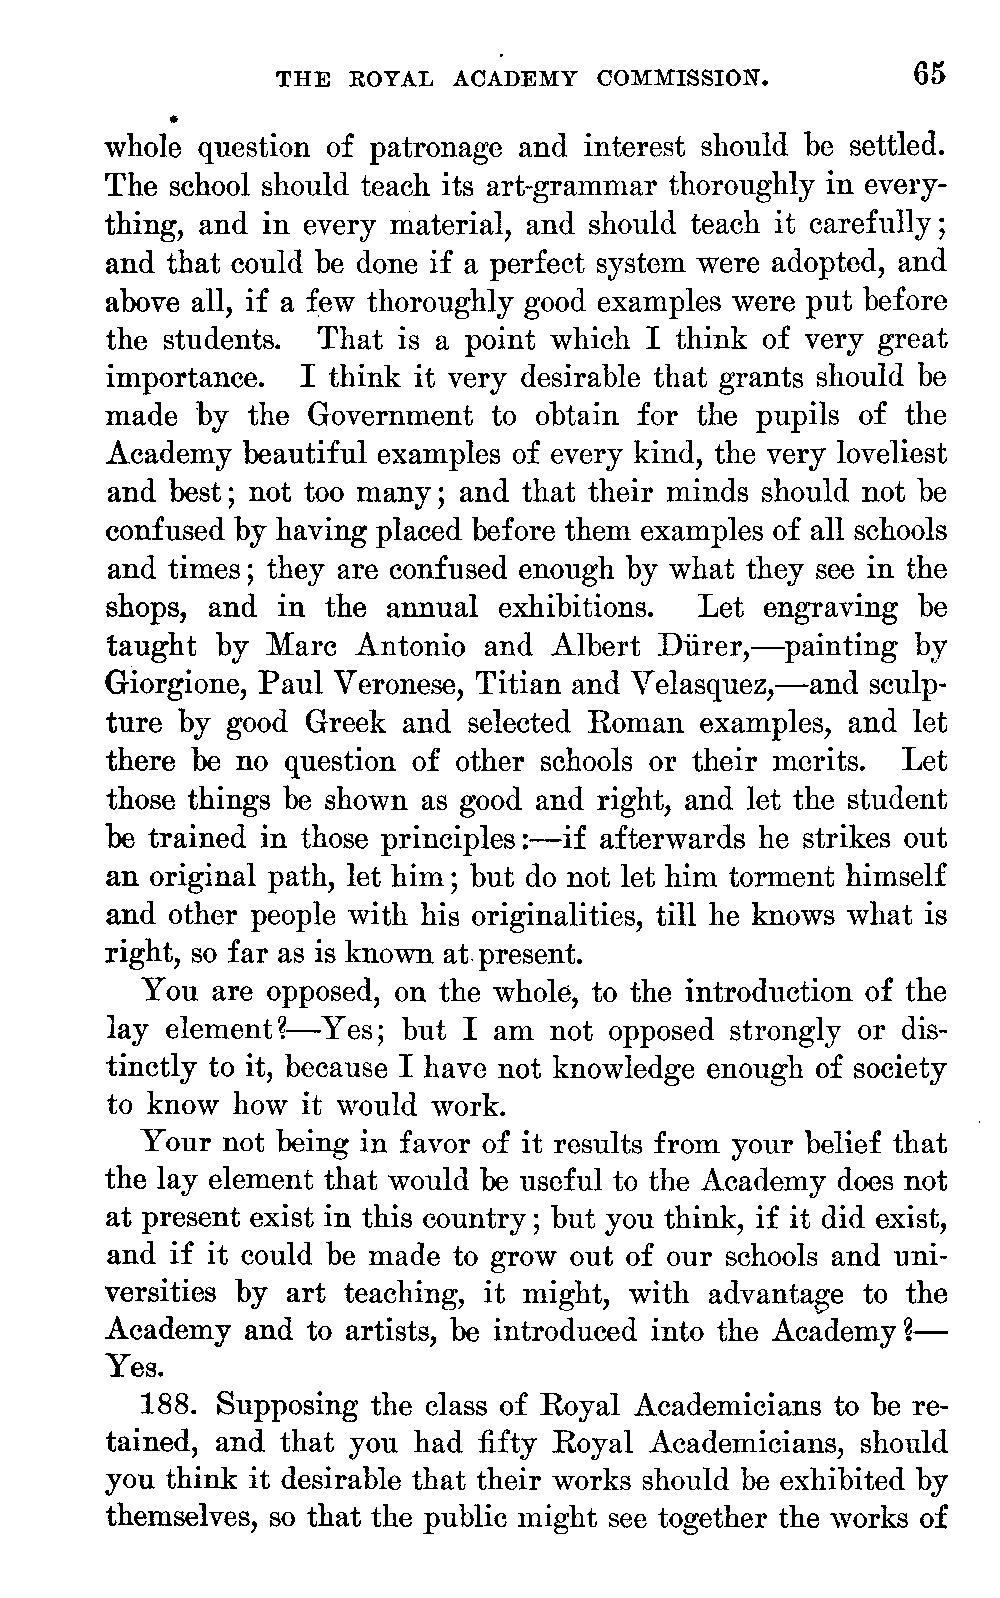 THE ROYAL ACADEMY COMMISSION. 65
whole question of patronage and interest should be settled.
The school should teach its art-grammar thoroughly in every-
thing, and in every material, and should teach it carefully;
and that could be done if a perfect system were adopted, and
above all, if a few thoroughly good examples were put before
the students. That is a point which I think of very great
importance. I think it very desirable that grants should be
made by the Government to obtain for the pupils of the
Academy beautiful examples of every kind, the very loveliest
and best; not too many; and that their minds should not be
confused by having placed before them examples of all schools
and times; they are confused enough by what they see in the
shops, and in the annual exhibitions. Let engraving be
taught by Marc Antonio and Albert Dürer,—painting by
Giorgione, Paul Veronese, Titian and Velasquez,—and sculp-
ture by good Greek and selected Roman examples, and let
there be no question of other schools or their merits. Let
those things be shown as good and right, and let the student
be trained in those principles:—if afterwards he strikes out
an original path, let him; but do not let him torment himself
and other people with his originalities, till he knows what is
right, so far as is known at present.
You are opposed, on the whole, to the introduction of the
lay element?—Yes; but I am not opposed strongly or dis-
tinctly to it, because I have not knowledge enough of society
to know how it would work.
Your not being in favor of it results from your belief that
the lay element that would be useful to the Academy does not
at present exist in this country; but you think, if it did exist,
and if it could be made to grow out of our schools and uni-
versities by art teaching, it might, with advantage to the
Academy and to artists, be introduced into the Academy?—
Yes.
188. Supposing the class of Royal Academicians to be re-
tained, and that you had fifty Royal Academicians, should
you think it desirable that their works should be exhibited by
themselves, so that the public might see together the works of